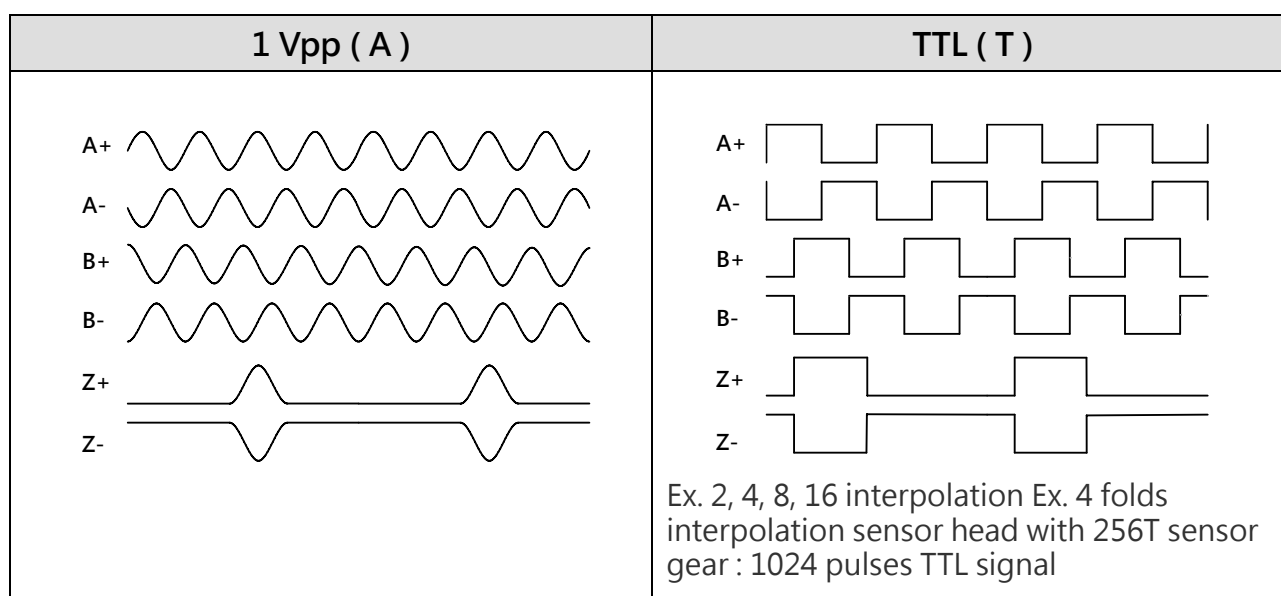 1 Vpp ( A )
TTL ( T )
A+
A-
B+
B-
Z+
Z-
A+
A-
B+
B-
Z+
Z-
Ex. 2, 4, 8, 16 interpolation Ex. 4 folds
interpolation sensor head with 256T sensor
gear : 1024 pulses TTL signal